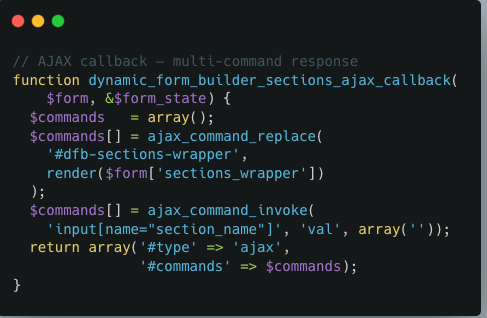 // AJAX callback — multi-command response
function dynamic_form_builder_sections_ajax_callback(
    $form, &$form_state) {
  $commands   = array();
  $commands[] = ajax_command_replace(
    '#dfb-sections-wrapper',
    render($form['sections_wrapper'])
  );
  $commands[] = ajax_command_invoke(
    'input[name="section_name"]', 'val', array(''));
  return array('#type' => 'ajax',
               '#commands' => $commands);
}